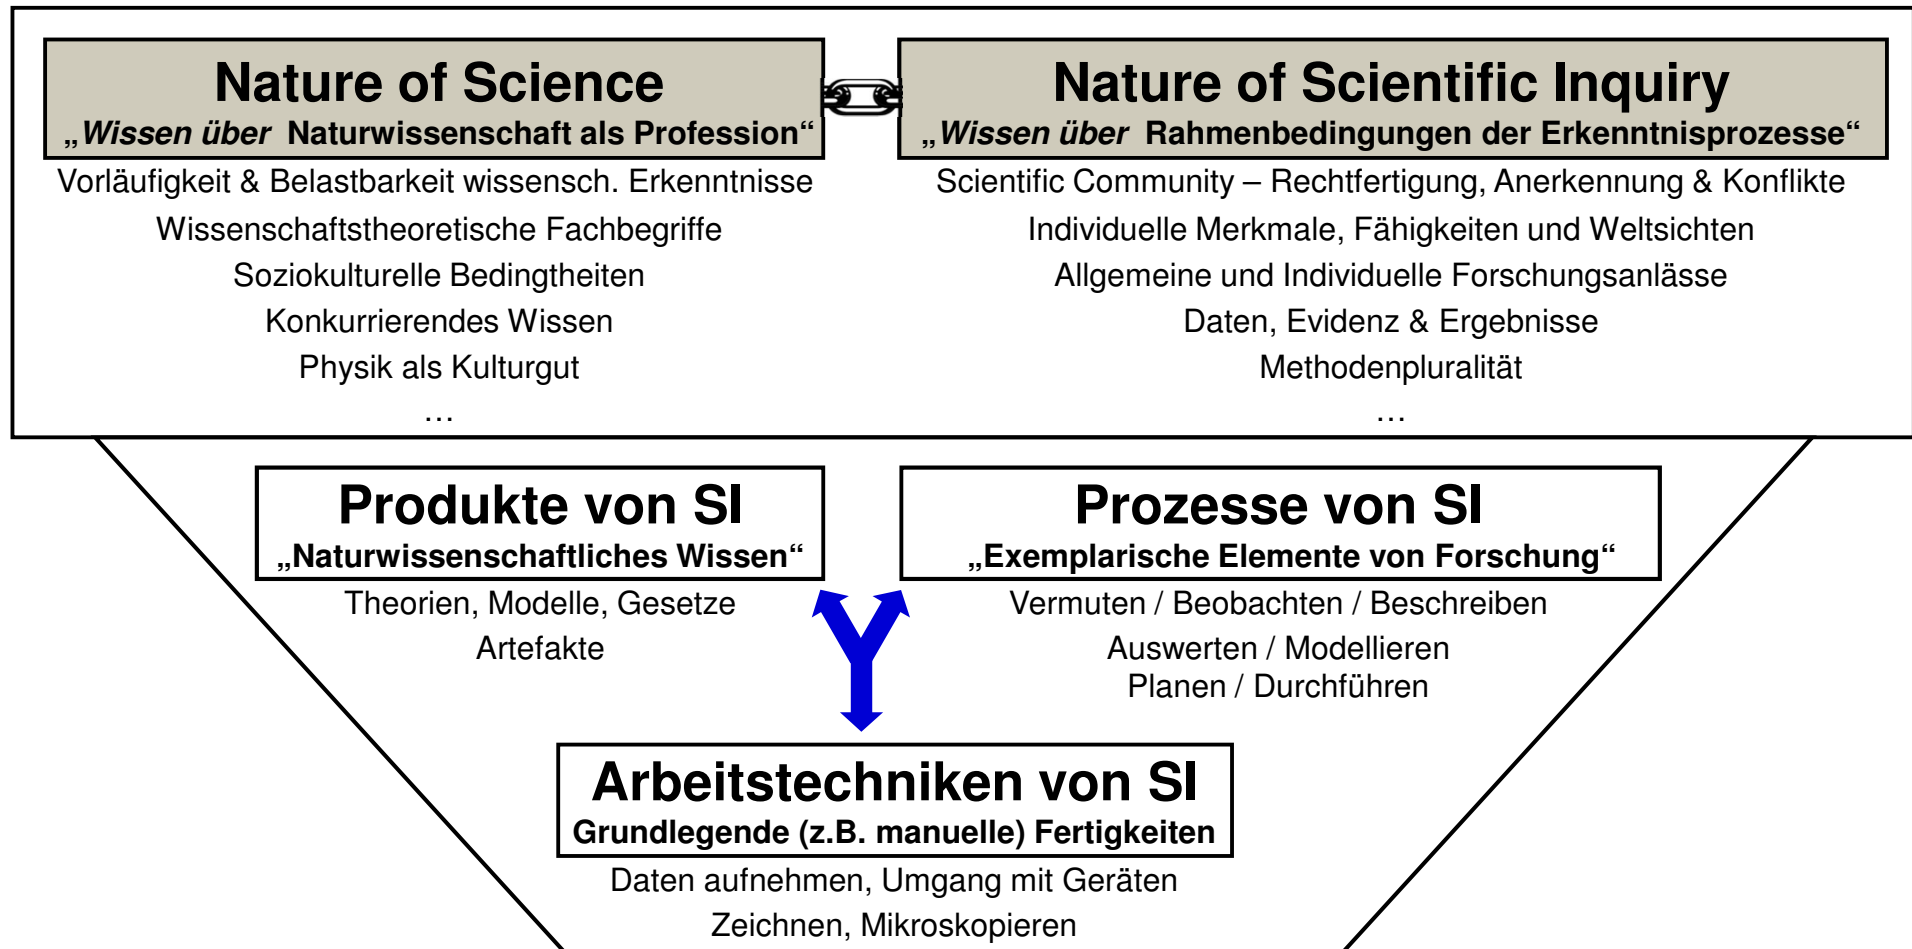 Nature of Science
„Wissen über Naturwissenschaft als Profession“
Vorläufigkeit & Belastbarkeit wissensch. Erkenntnisse
Wissenschaftstheoretische Fachbegriffe
Soziokulturelle Bedingtheiten
Konkurrierendes Wissen
Physik als Kulturgut
…
Nature of Scientific Inquiry
„Wissen über Rahmenbedingungen der Erkenntnisprozesse“
Scientific Community – Rechtfertigung, Anerkennung & Konflikte
Individuelle Merkmale, Fähigkeiten und Weltsichten
Allgemeine und Individuelle Forschungsanlässe
Daten, Evidenz & Ergebnisse
Methodenpluralität
…
Produkte von SI
„Naturwissenschaftliches Wissen“
Theorien, Modelle, Gesetze
Artefakte
Prozesse von SI
„Exemplarische Elemente von Forschung“
Vermuten / Beobachten / Beschreiben
Auswerten / Modellieren
Planen / Durchführen
Arbeitstechniken von SI
Grundlegende (z.B. manuelle) Fertigkeiten
Daten aufnehmen, Umgang mit Geräten
Zeichnen, Mikroskopieren